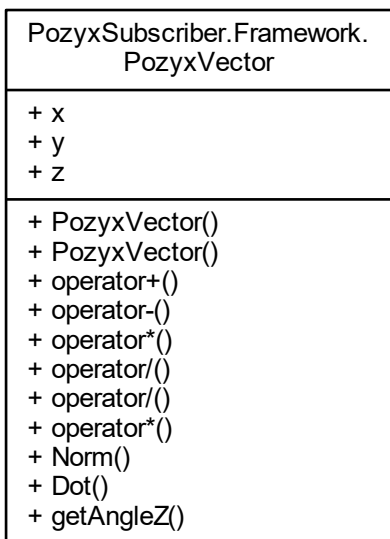 PozyxSubscriber.Framework.
PozyxVector
+ x
+ y
+ z
+ PozyxVector()
+ PozyxVector()
+ operator+()
+ operator-()
+ operator*()
+ operator/()
+ operator/()
+ operator*()
+ Norm()
+ Dot()
+ getAngleZ()